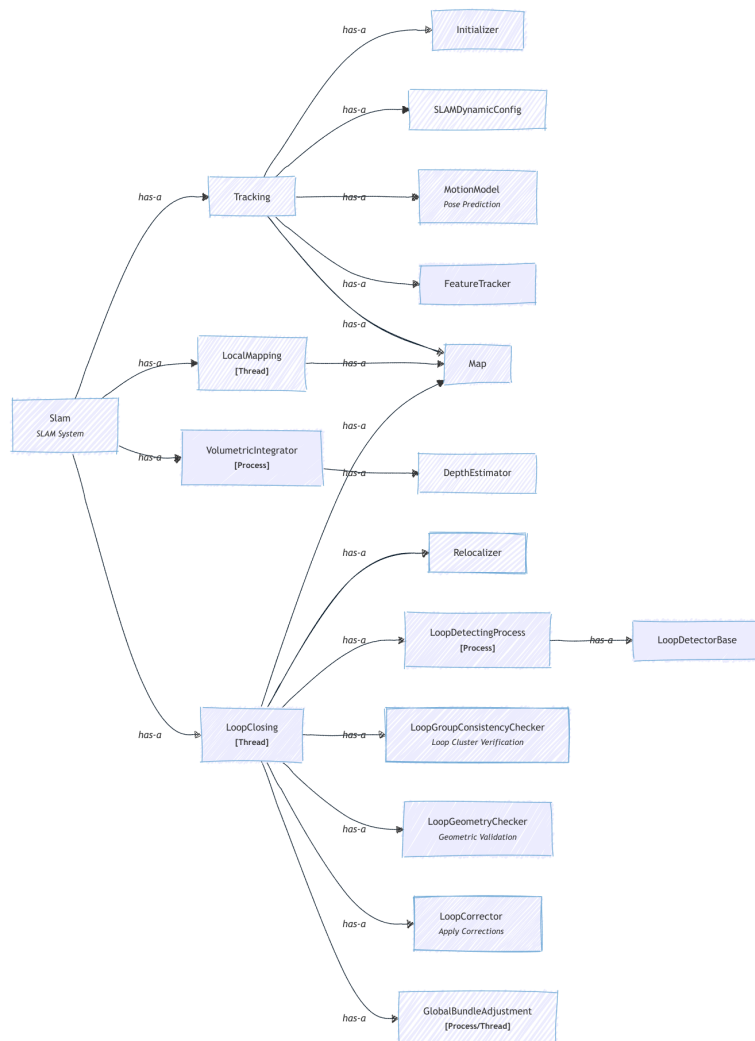 has-a
Initializer
has-a
SLAMDynamicConfig
has-a
Tracking
has-a
MotionModel
Pose Prediction
has-a
FeatureTracker
has-a
has-a
LocalMapping
[Thread]
has-a
Map
Slam
SLAM System
has-a
has-a
VolumetricIntegrator
[Process]
has-a
DepthEstimator
has-a
Relocalizer
has-a
LoopDetectingProcess
[Process]
has-a
LoopDetectorBase
has-a
LoopClosing
[Thread]
has-a
LoopGroupConsistencyChecker
Loop Cluster Verification
has-a
LoopGeometryChecker
Geometric Validation
has-a
LoopCorrector
Apply Corrections
has-a
GlobalBundleAdjustment
[Process/Thread]